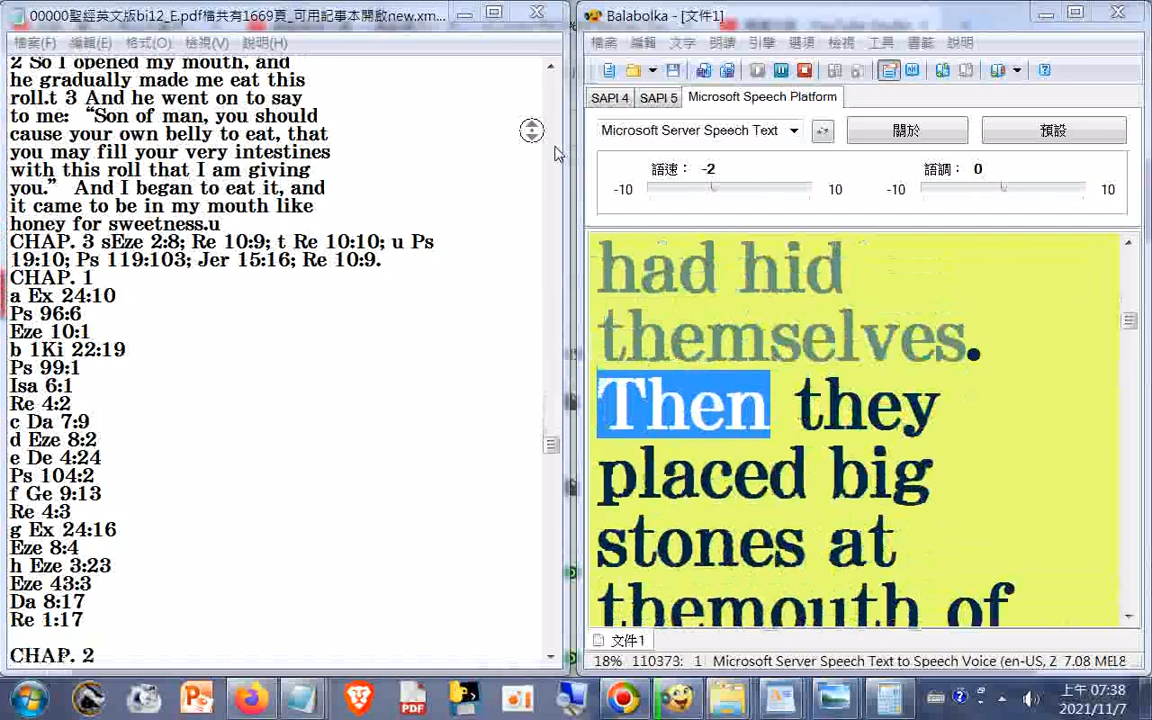 00000聖經英文版bi12_E.pdf檔共有1669頁_可用記事本開啟new.xm...
檔案(F) 編輯(E) 格式(O) 檢視(V) 說明(H)
2 So I opened my mouth, and
he gradually made me eat this
roll.t 3 And he went on to say
to me: “Son of man, you should
cause your own belly to eat, that
you may fill your very intestines
with this roll that I am giving
you.” And I began to eat it, and
it came to be in my mouth like
honey for sweetness.u
CHAP. 3 sEze 2:8; Re 10:9; t Re 10:10; u Ps
19:10; Ps 119:103; Jer 15:16; Re 10:9.
CHAP. 1
a Ex 24:10
Ps 96:6
Eze 10:1
b 1Ki 22:19
Ps 99:1
Isa 6:1
Re 4:2
c Da 7:9
d Eze 8:2
e De 4:24
Ps 104:2
f Ge 9:13
Re 4:3
g Ex 24:16
Eze 8:4
h Eze 3:23
Eze 43:3
Da 8:17
Re 1:17
CHAP. 2
Balabolka - [文件1]
檔案 編輯 文字 朗讀 引擎 選項 檢視 工具 書籤 說明
SAPI 4 SAPI 5 Microsoft Speech Platform
Microsoft Server Speech Text 關於 預設
語速： -2 語調： 0
-10 10 -10 10
had hid
themselves.
Then they
placed big
stones at
themouth of
文件1
18% 110373: 1 Microsoft Server Speech Text to Speech Voice (en-US, Z 7.08 MEL8
PDF
上午 07:38
2021/11/7